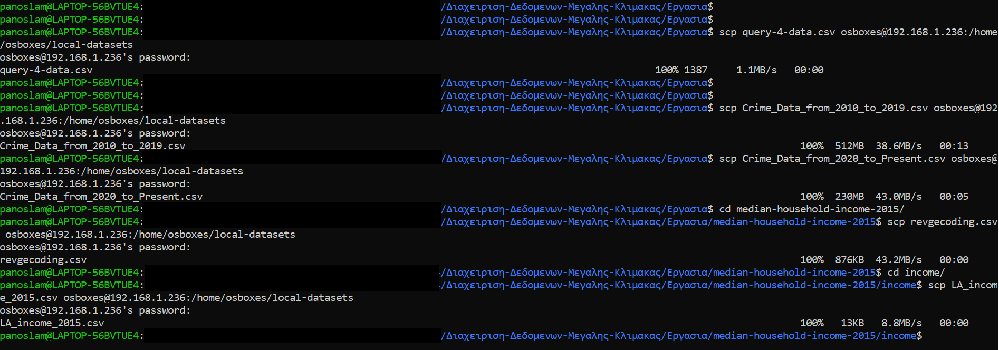 panoslam@LAPTOP-56BVTUE4: /Διαχειριση-Δεδομενων-Μεγαλης-Κλιμακας/Εργασια$
panoslam@LAPTOP-56BVTUE4: /Διαχειριση-Δεδομενων-Μεγαλης-Κλιμακας/Εργασια$
panoslam@LAPTOP-56BVTUE4: /Διαχειριση-Δεδομενων-Μεγαλης-Κλιμακας/Εργασια$ scp query-4-data.csv osboxes@192.168.1.236:/home
/osboxes/local-datasets
osboxes@192.168.1.236's password:
query-4-data.csv 100% 1387 1.1MB/s 00:00
panoslam@LAPTOP-56BVTUE4: /Διαχειριση-Δεδομενων-Μεγαλης-Κλιμακας/Εργασια$
panoslam@LAPTOP-56BVTUE4: /Διαχειριση-Δεδομενων-Μεγαλης-Κλιμακας/Εργασια$
panoslam@LAPTOP-56BVTUE4: /Διαχειριση-Δεδομενων-Μεγαλης-Κλιμακας/Εργασια$ scp Crime_Data_from_2010_to_2019.csv osboxes@192
.168.1.236:/home/osboxes/local-datasets
osboxes@192.168.1.236's password:
Crime_Data_from_2010_to_2019.csv 100% 512MB 38.6MB/s 00:13
panoslam@LAPTOP-56BVTUE4: /Διαχειριση-Δεδομενων-Μεγαλης-Κλιμακας/Εργασια$ scp Crime_Data_from_2020_to_Present.csv osboxes@
192.168.1.236:/home/osboxes/local-datasets
osboxes@192.168.1.236's password:
Crime_Data_from_2020_to_Present.csv 100% 230MB 43.0MB/s 00:05
panoslam@LAPTOP-56BVTUE4: /Διαχειριση-Δεδομενων-Μεγαλης-Κλιμακας/Εργασια$ cd median-household-income-2015/
panoslam@LAPTOP-56BVTUE4: /Διαχειριση-Δεδομενων-Μεγαλης-Κλιμακας/Εργασια/median-household-income-2015$ scp revgecoding.csv
osboxes@192.168.1.236:/home/osboxes/local-datasets
osboxes@192.168.1.236's password:
revgecoding.csv 100% 876KB 43.2MB/s 00:00
panoslam@LAPTOP-56BVTUE4: /Διαχειριση-Δεδομενων-Μεγαλης-Κλιμακας/Εργασια/median-household-income-2015$ cd income/
panoslam@LAPTOP-56BVTUE4: /Διαχειριση-Δεδομενων-Μεγαλης-Κλιμακας/Εργασια/median-household-income-2015/income$ scp LA_incom
e_2015.csv osboxes@192.168.1.236:/home/osboxes/local-datasets
osboxes@192.168.1.236's password:
LA_income_2015.csv 100% 13KB 8.8MB/s 00:00
panoslam@LAPTOP-56BVTUE4: /Διαχειριση-Δεδομενων-Μεγαλης-Κλιμακας/Εργασια/median-household-income-2015/income$